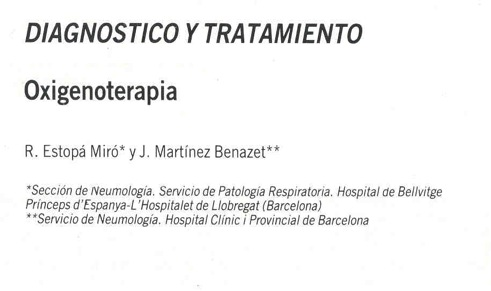 DIAGNOSTICO Y TRATAMIENTO
Oxigenoterapia
R. Estopá Miró* y J. Martínez Benazet**
*Sección de Neumología. Servicio de Patología Respiratoria. Hospital de Bellvitge
Prínceps d'Espanya-L'Hospitalet de Llobregat (Barcelona)
**Servicio de Neumología. Hospital Clínic i Provincial de Barcelona